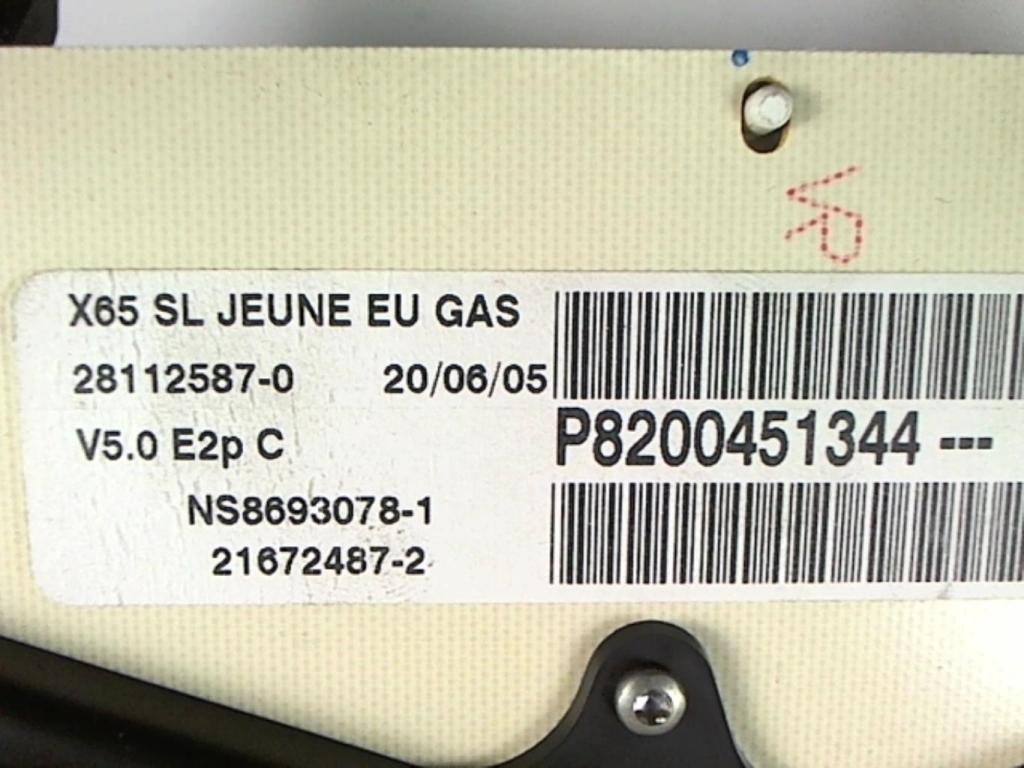 VR
X65 SL JEUNE EU GAS
28112587-0 20/06/05
V5.0 E2p C
P8200451344 ---
NS8693078-1
21672487-2